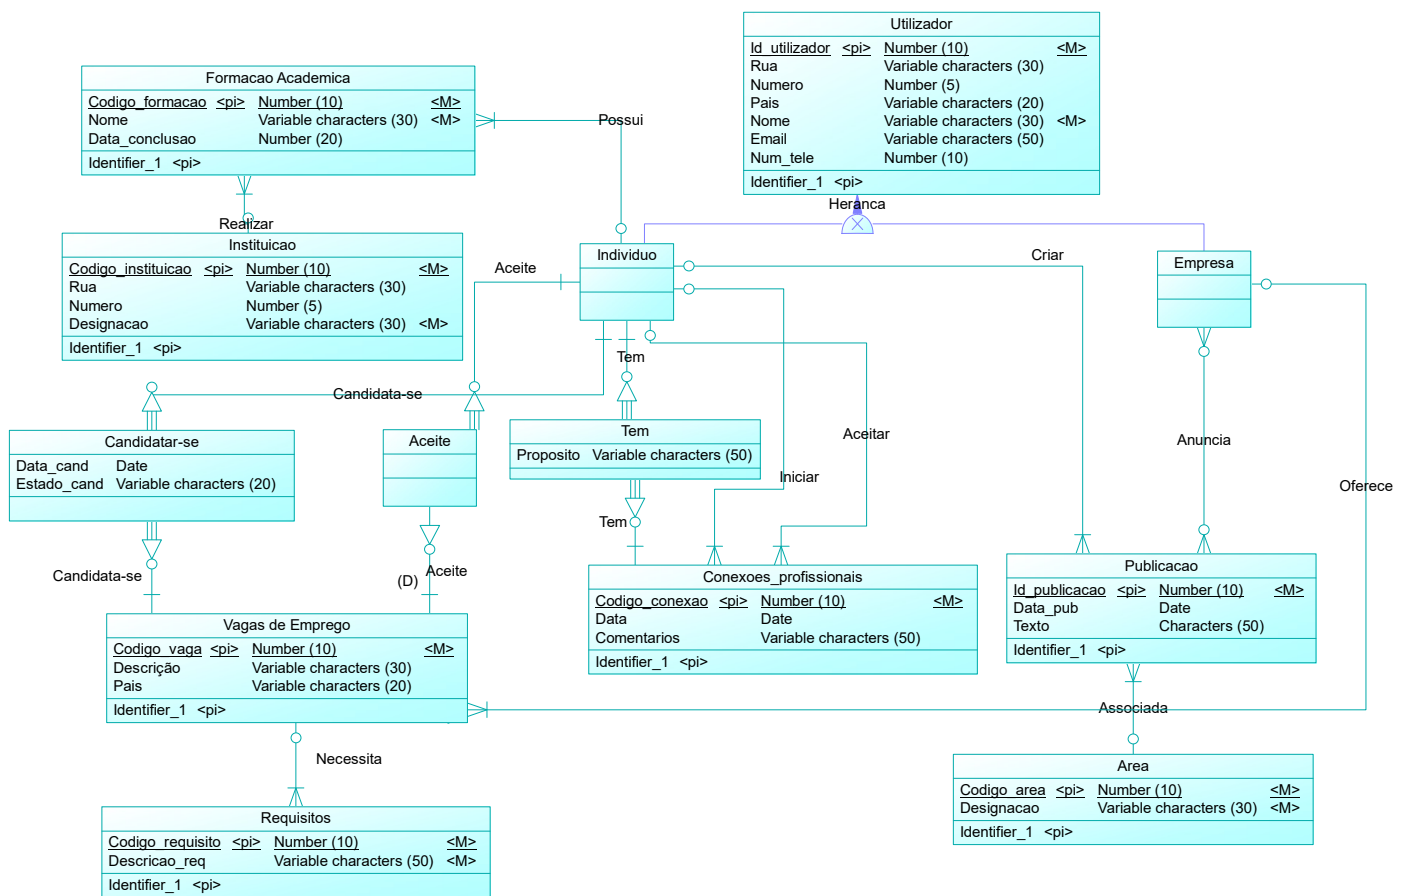 Utilizador
Id_utilizador <pi> Number (10) <M>
Rua Variable characters (30)
Numero Number (5)
Pais Variable characters (20)
Nome Variable characters (30) <M>
Email Variable characters (50)
Num_tele Number (10)
Identifier_1 <pi>
Formacao Academica
Codigo_formacao <pi> Number (10) <M>
Nome Variable characters (30) <M>
Data_conclusao Number (20)
Identifier_1 <pi>
Possui
Heranca
Realizar
Instituicao
Codigo_instituicao <pi> Number (10) <M>
Rua Variable characters (30)
Numero Number (5)
Designacao Variable characters (30) <M>
Identifier_1 <pi>
Individuo
Criar
Empresa
Aceite
Tem
Candidata-se
Candidatar-se
Data_cand Date
Estado_cand Variable characters (20)
Aceite
Tem
Proposito Variable characters (50)
Aceitar
Iniciar
Anuncia
Oferece
Tem
Candidata-se
(D)
Aceite
Conexoes_profissionais
Codigo_conexao <pi> Number (10) <M>
Data Date
Comentarios Variable characters (50)
Identifier_1 <pi>
Publicacao
Id_publicacao <pi> Number (10) <M>
Data_pub Date
Texto Characters (50)
Identifier_1 <pi>
Vagas de Emprego
Codigo_vaga <pi> Number (10) <M>
Descrição Variable characters (30)
Pais Variable characters (20)
Identifier_1 <pi>
Associada
Necessita
Area
Codigo_area <pi> Number (10) <M>
Designacao Variable characters (30) <M>
Identifier_1 <pi>
Requisitos
Codigo_requisito <pi> Number (10) <M>
Descricao_req Variable characters (50) <M>
Identifier_1 <pi>